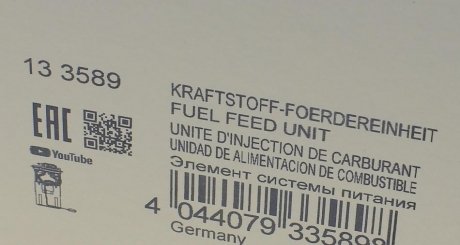 13 3589
EAC
YouTube
KRAFTSTOFF-FOERDEREINHEIT
FUEL FEED UNIT
UNITE D'INJECTION DE CARBURANT
UNIDAD DE ALIMENTACION DE COMBUSTIBLE
Элемент системы питания
4 044079 335898
Germany